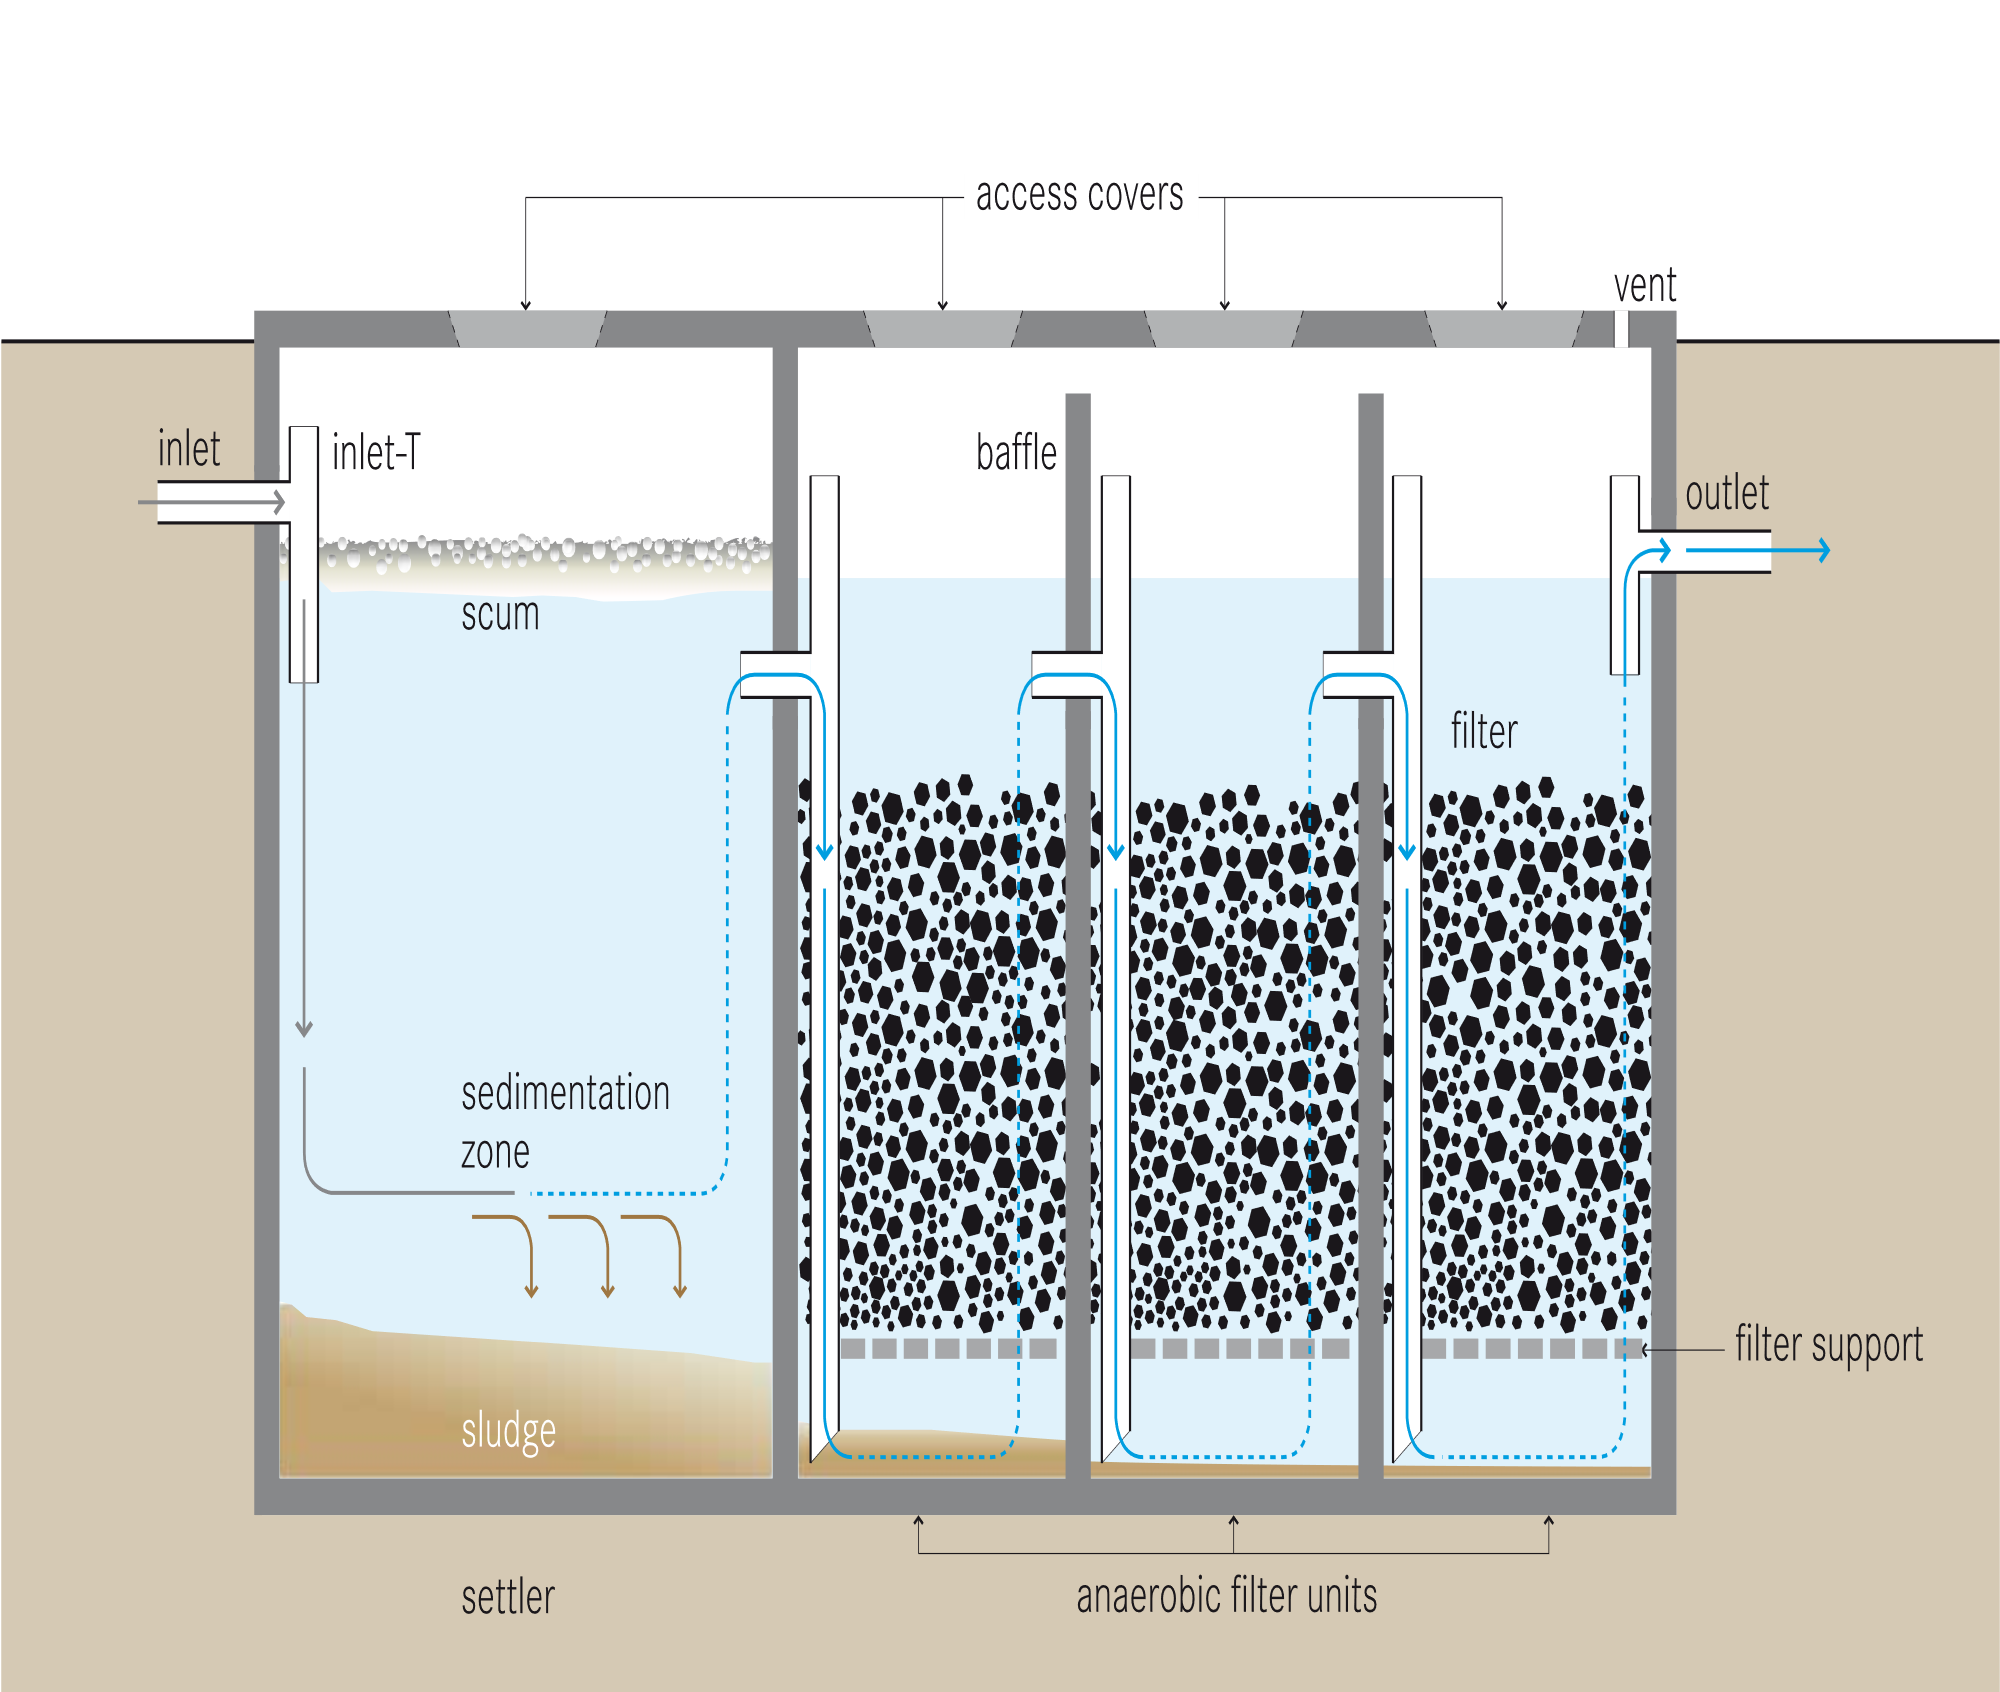 access covers
vent
inlet
inlet-T
baffle
outlet
scum
filter
sedimentation
zone
filter support
sludge
settler
anaerobic filter units